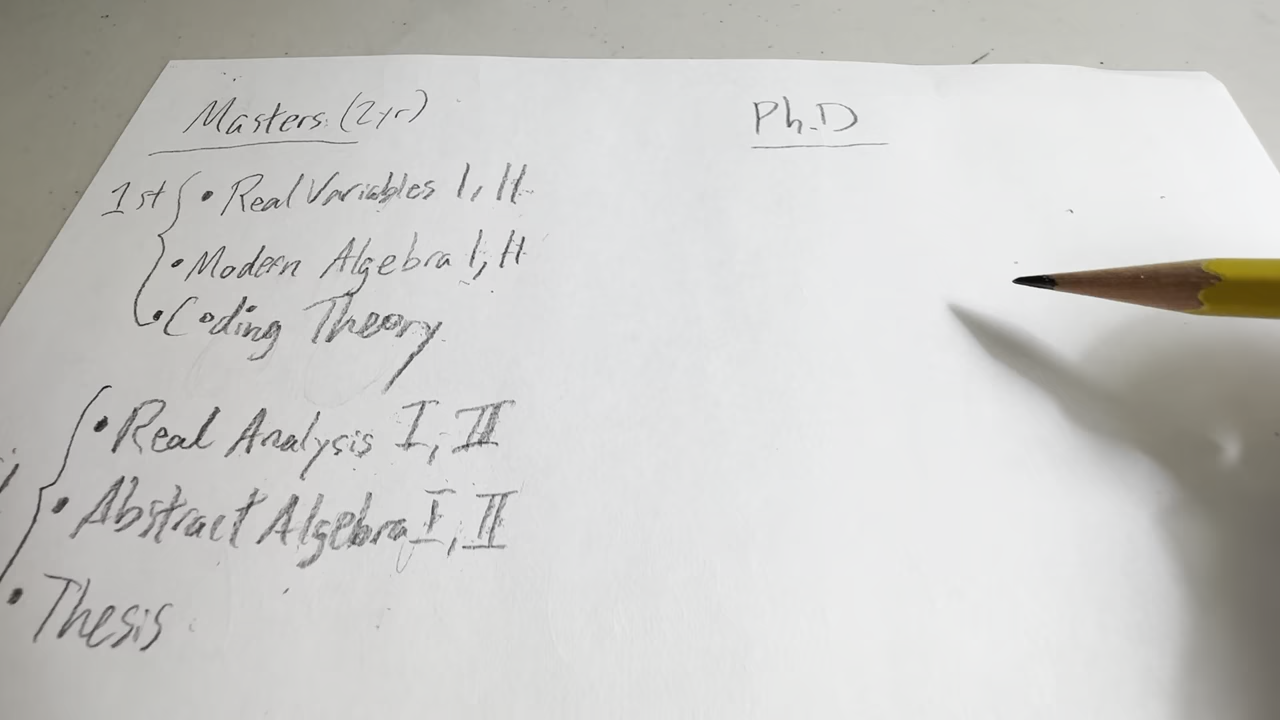 Masters (2yr)
Ph.D
1st
• Real Variables I, II
• Modern Algebra I, II
• Coding Theory
• Real Analysis I, II
• Abstract Algebra I, II
• Thesis